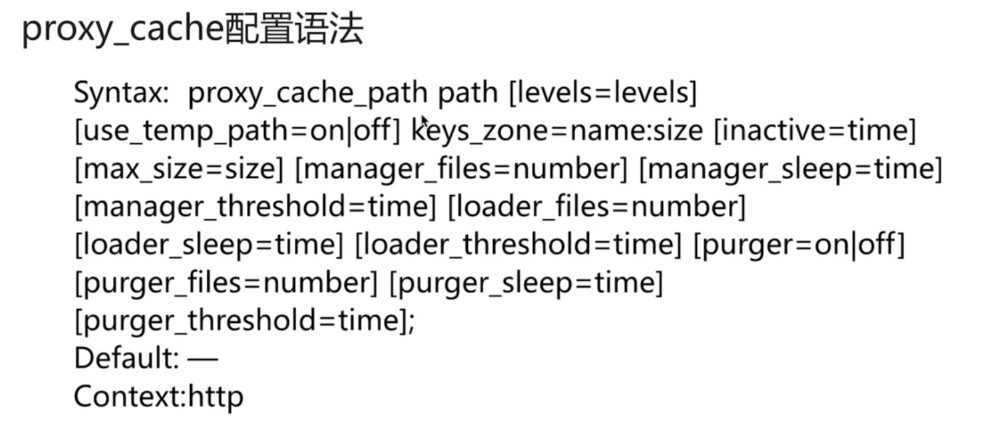 proxy_cache配置语法
Syntax: proxy_cache_path path [levels=levels]
[use_temp_path=on|off] keys_zone=name:size [inactive=time]
[max_size=size] [manager_files=number] [manager_sleep=time]
[manager_threshold=time] [loader_files=number]
[loader_sleep=time] [loader_threshold=time] [purger=on|off]
[purger_files=number] [purger_sleep=time]
[purger_threshold=time];
Default: —
Context:http